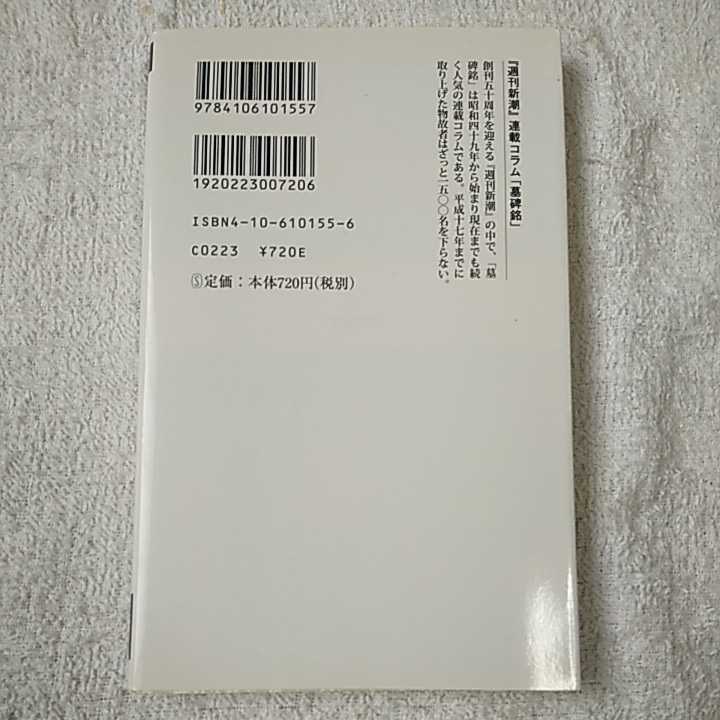 『週刊新潮』連載コラム「墓碑銘」
創刊五十周年を迎える『週刊新潮』の中で、「墓
碑銘」は昭和四十九年から始まり現在までも続
く人気の連載コラムである。平成十七年までに
取り上げた物故者はざっと一五〇〇名を下らない。
9784106101557
1920223007206
ISBN4-10-610155-6
C0223 ¥720E
Ⓢ定価：本体720円(税別)